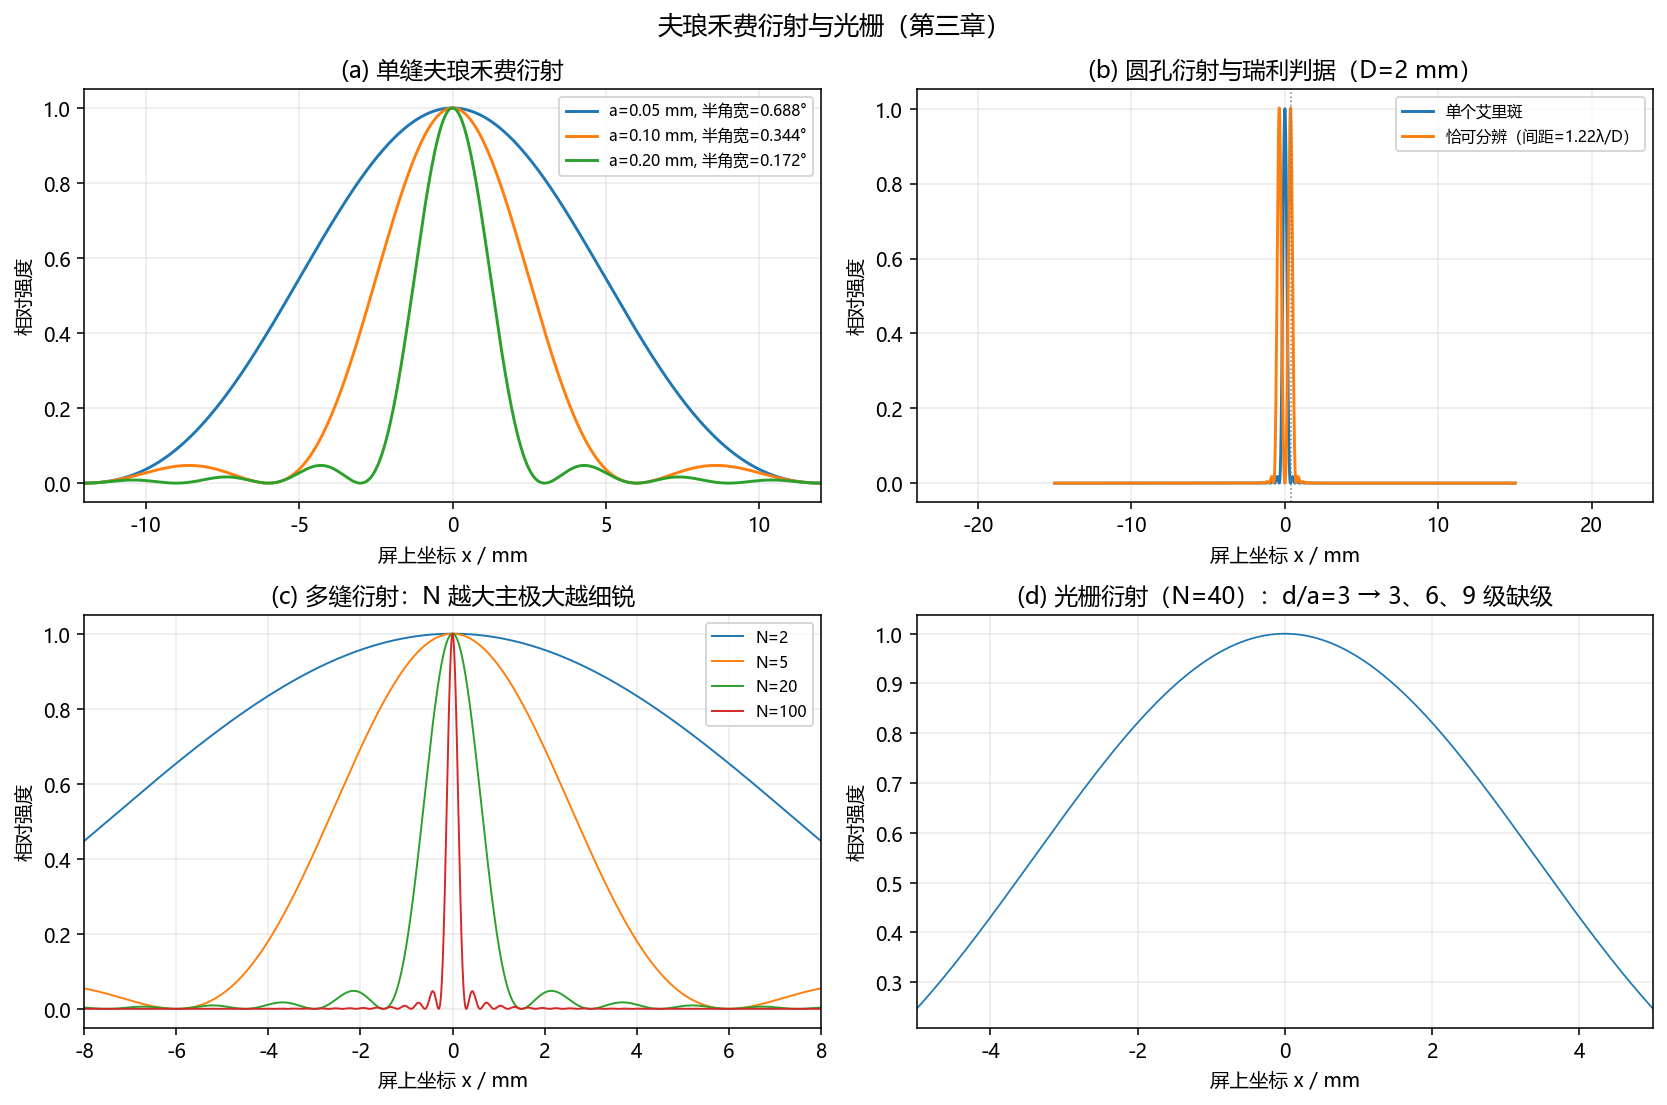 夫琅禾费衍射与光栅（第三章）
(a) 单缝夫琅禾费衍射
相对强度
1.0
0.8
0.6
0.4
0.2
0.0
a=0.05 mm, 半角宽=0.688°
a=0.10 mm, 半角宽=0.344°
a=0.20 mm, 半角宽=0.172°
-10 -5 0 5 10
屏上坐标 x / mm
(b) 圆孔衍射与瑞利判据（D=2 mm）
相对强度
1.0
0.8
0.6
0.4
0.2
0.0
单个艾里斑
恰可分辨（间距=1.22λ/D）
-20 -10 0 10 20
屏上坐标 x / mm
(c) 多缝衍射：N 越大主极大越细锐
相对强度
1.0
0.8
0.6
0.4
0.2
0.0
N=2
N=5
N=20
N=100
-8 -6 -4 -2 0 2 4 6 8
屏上坐标 x / mm
(d) 光栅衍射（N=40）：d/a=3 → 3、6、9 级缺级
相对强度
1.0
0.9
0.8
0.7
0.6
0.5
0.4
0.3
-4 -2 0 2 4
屏上坐标 x / mm